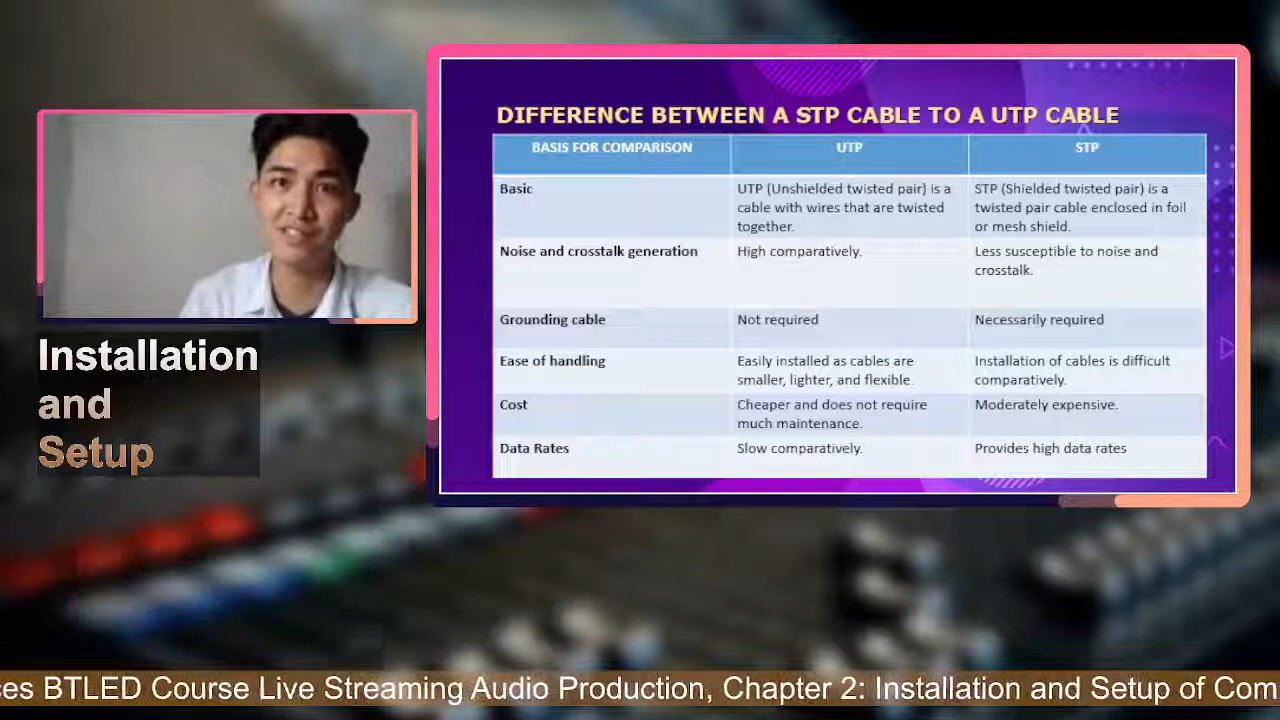 DIFFERENCE BETWEEN A STP CABLE TO A UTP CABLE
BASIS FOR COMPARISON
UTP
STP
Basic
UTP (Unshielded twisted pair) is a
cable with wires that are twisted
together.
STP (Shielded twisted pair) is a
twisted pair cable enclosed in foil
or mesh shield.
Noise and crosstalk generation
High comparatively.
Less susceptible to noise and
crosstalk.
Grounding cable
Not required
Necessarily required
Ease of handling
Easily installed as cables are
smaller, lighter, and flexible.
Installation of cables is difficult
comparatively.
Cost
Cheaper and does not require
much maintenance.
Moderately expensive.
Data Rates
Slow comparatively.
Provides high data rates
Installation
and
Setup
ces BTLED Course Live Streaming Audio Production, Chapter 2: Installation and Setup of Com